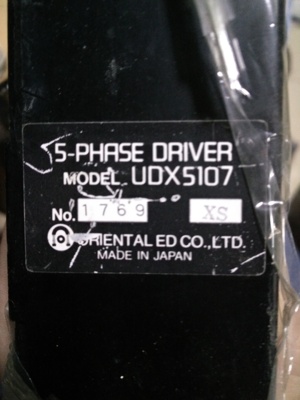 5-PHASE DRIVER
MODEL UDX5107
No. 1769 XS
ORIENTAL ED CO.,LTD.
MADE IN JAPAN